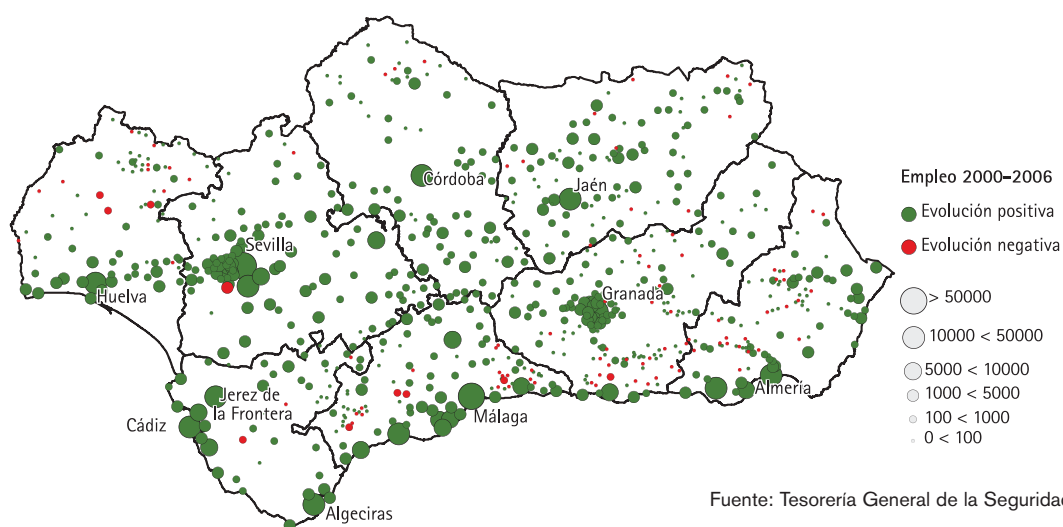 Córdoba
Jaén
Sevilla
Huelva
Granada
Jerez de
la Frontera
Cádiz
Málaga
Almería
Algeciras
Empleo 2000-2006
Evolución positiva
Evolución negativa
> 50000
10000 < 50000
5000 < 10000
1000 < 5000
100 < 1000
0 < 100
Fuente: Tesorería General de la Seguridad